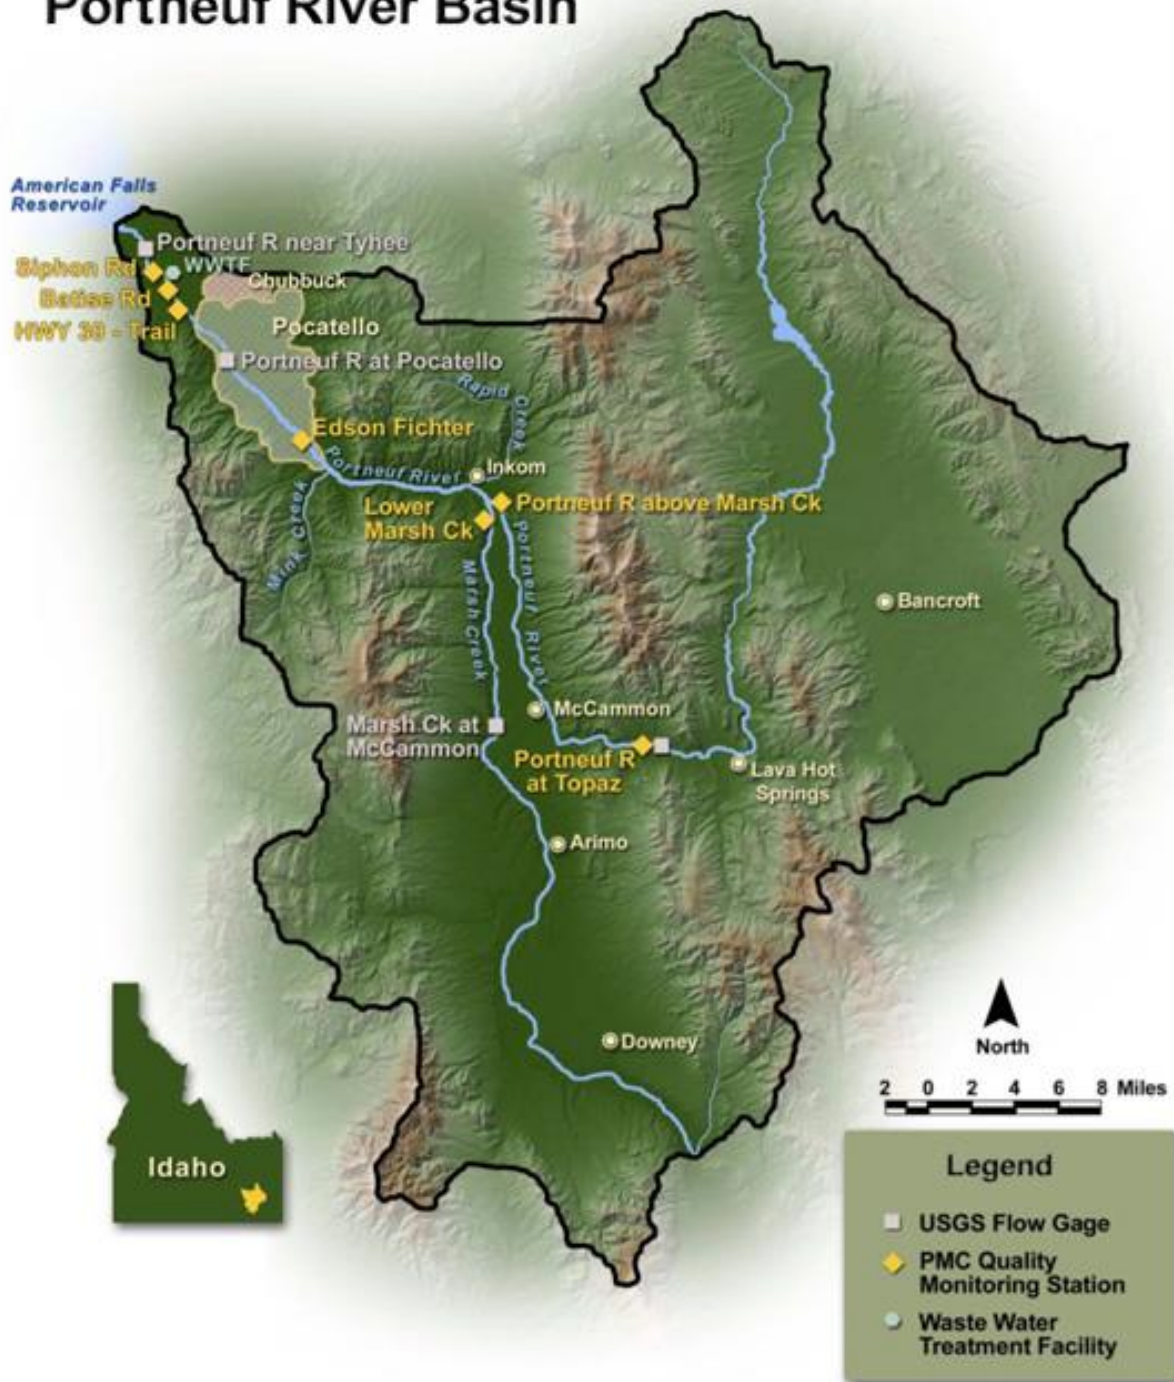 Portneuf River Basin
American Falls
Reservoir
Portneuf R near Tyhee
Siphon Rd
WWTF
Chubbuck
Batise Rd
HWY 30 - Trail
Pocatello
Portneuf R at Pocatello
Rapid Creek
Edson Fichter
Portneuf River
Inkom
Lower
Marsh Ck
Portneuf R above Marsh Ck
Mink Creek
Marsh Creek
Portneuf River
Bancroft
McCammon
Marsh Ck at
McCammon
Portneuf R
at Topaz
Lava Hot
Springs
Arimo
Downey
North
2 0 2 4 6 8 Miles
Idaho
Legend
USGS Flow Gage
PMC Quality
Monitoring Station
Waste Water
Treatment Facility